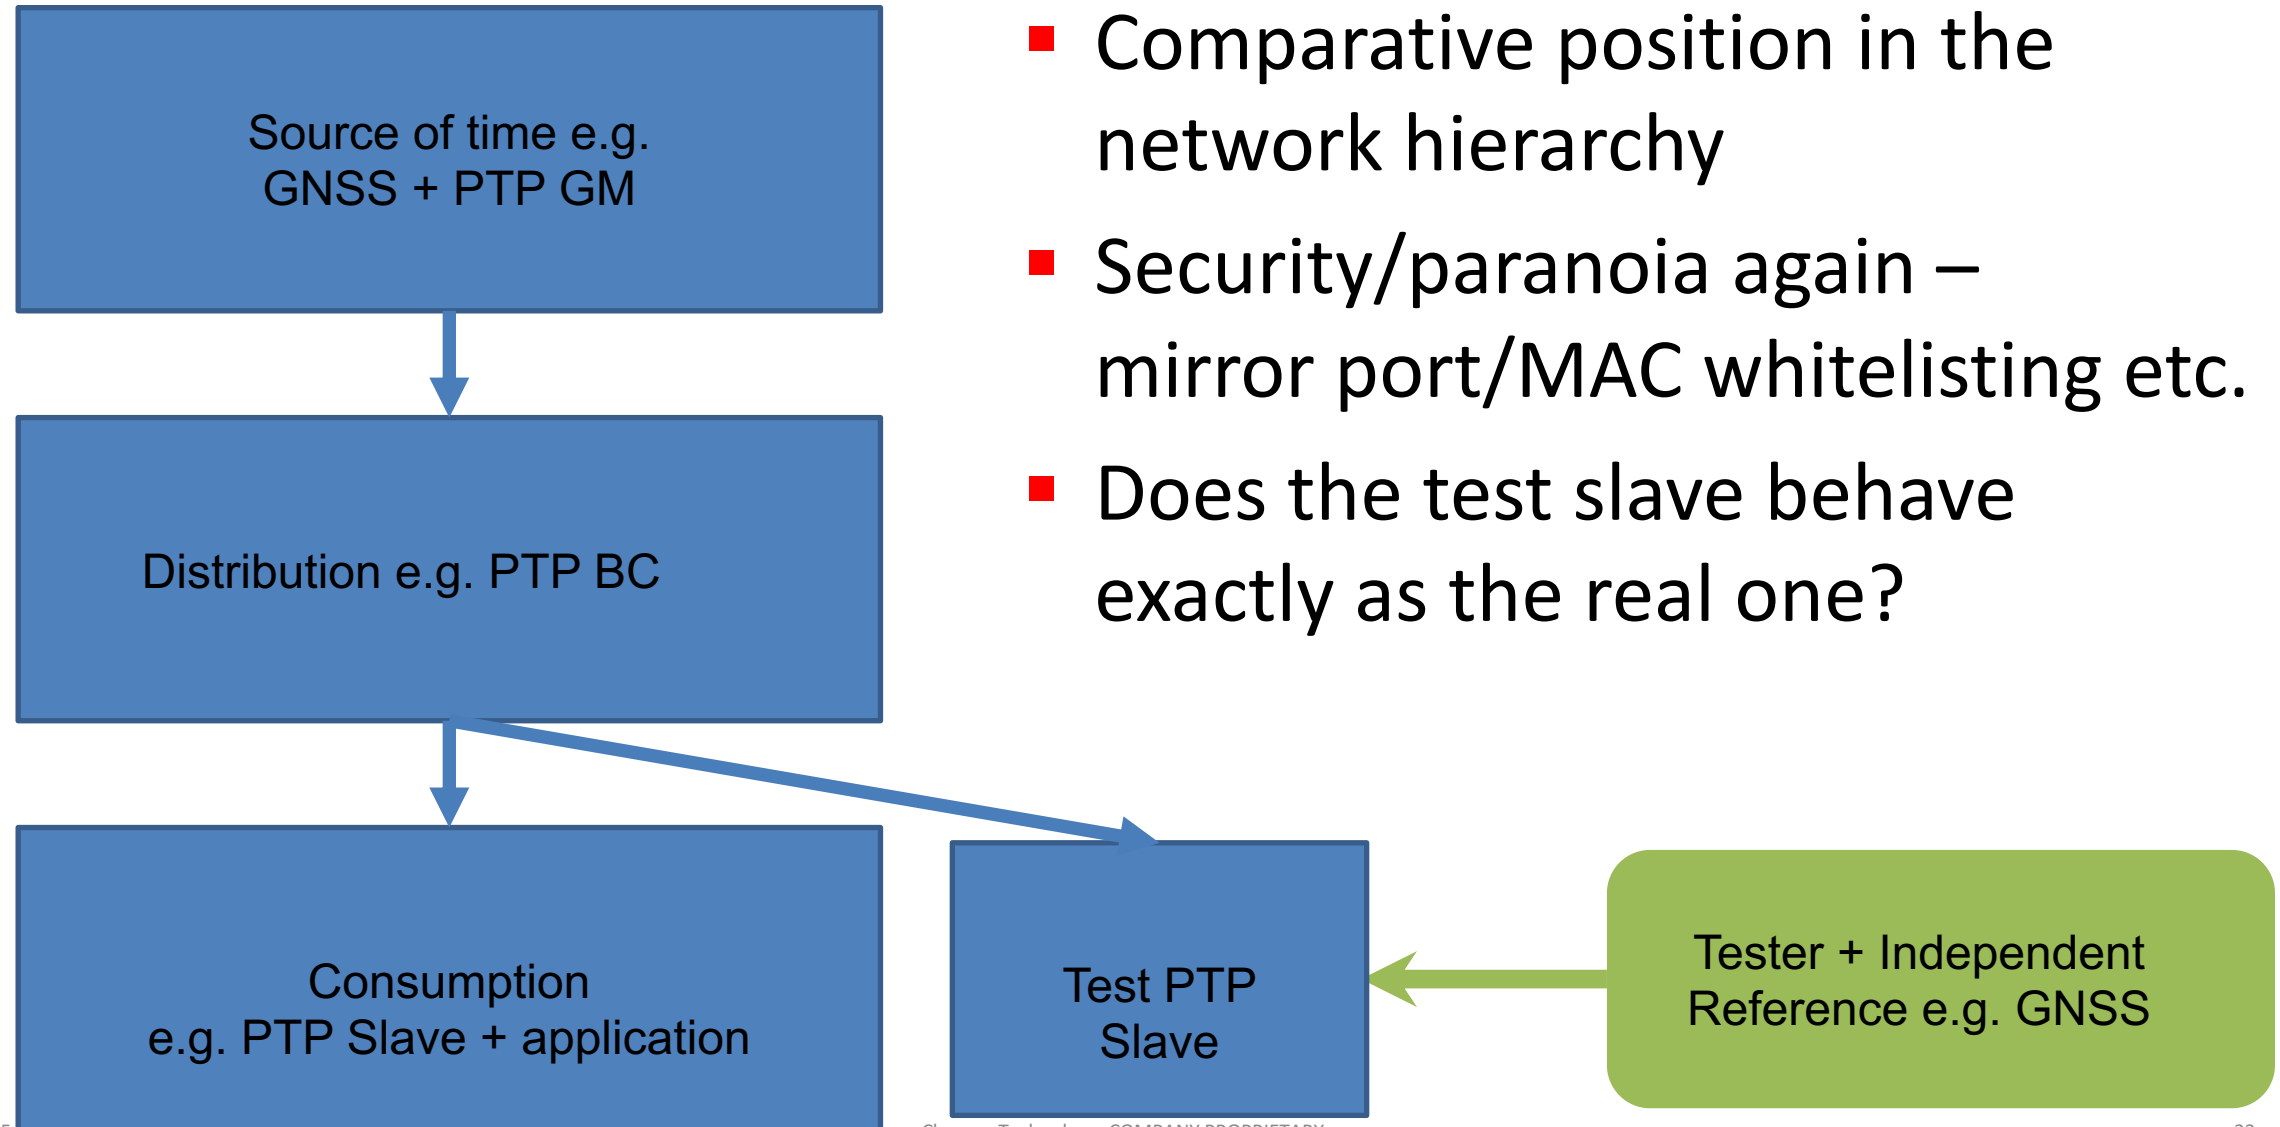 Source of time e.g.
GNSS + PTP GM
Distribution e.g. PTP BC
Consumption
e.g. PTP Slave + application
Test PTP
Slave
Tester + Independent
Reference e.g. GNSS
▪ Comparative position in the
network hierarchy
▪ Security/paranoia again –
mirror port/MAC whitelisting etc.
▪ Does the test slave behave
exactly as the real one?
COMPANY PROPRIETARY